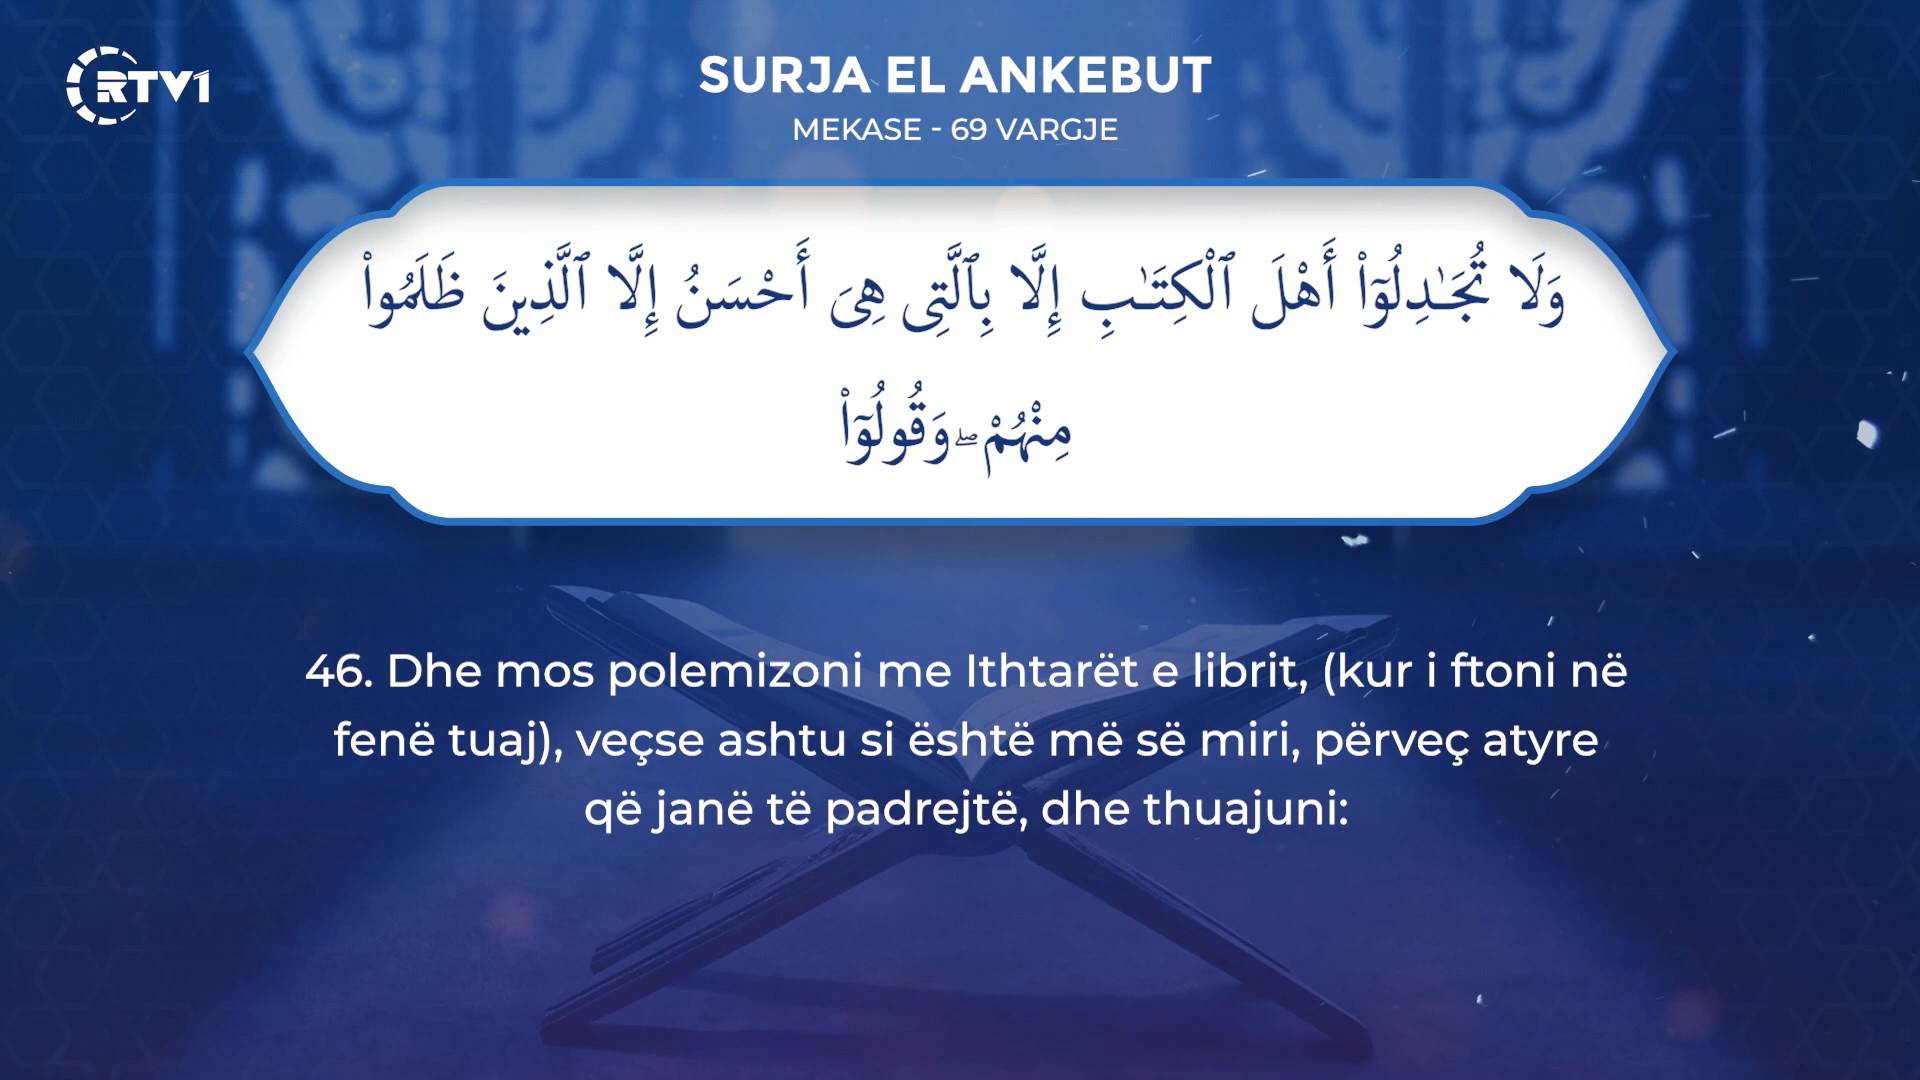 RTV1
SURJA EL ANKEBUT
MEKASE - 69 VARGJE
وَلَا تُجَـٰدِلُوٓا۟ أَهْلَ ٱلْكِتَـٰبِ إِلَّا بِٱلَّتِى هِىَ أَحْسَنُ إِلَّا ٱلَّذِينَ ظَلَمُوا۟
مِنْهُمْ ۖ وَقُولُوٓا۟
46. Dhe mos polemizoni me Ithtarët e librit, (kur i ftoni në
fenë tuaj), veçse ashtu si është më së miri, përveç atyre
që janë të padrejtë, dhe thuajuni: